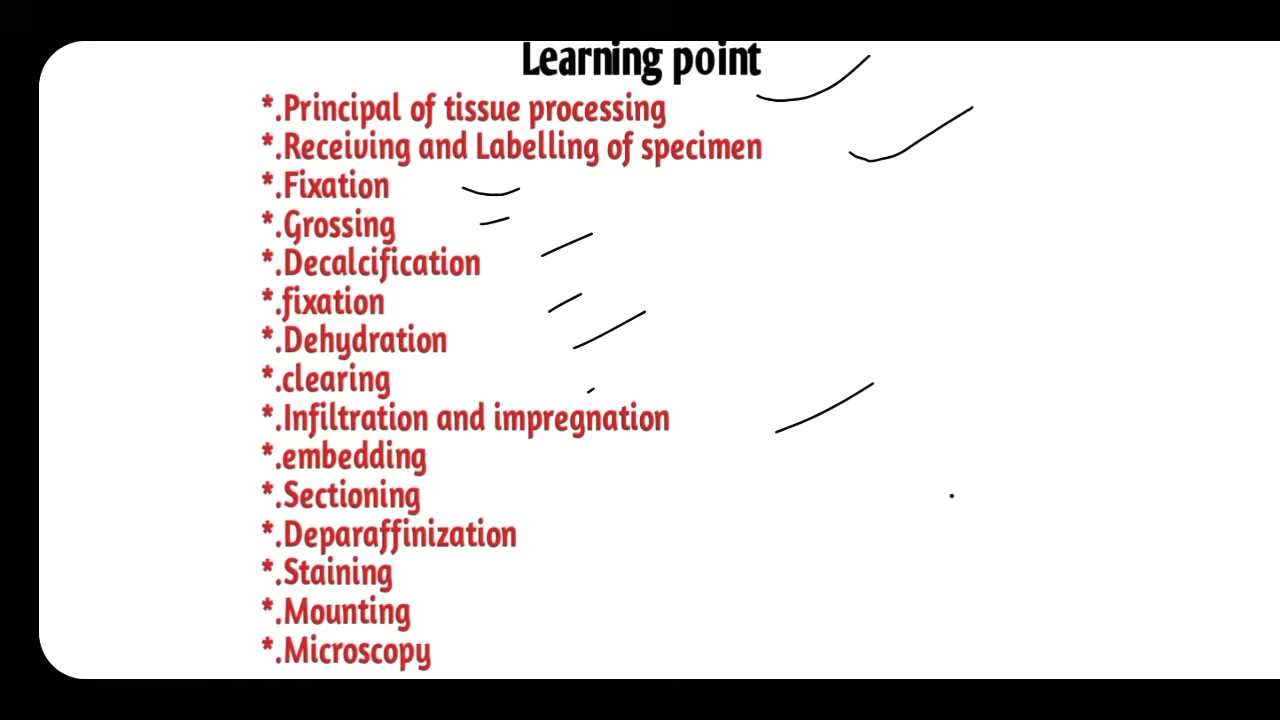 Learning point
*.Principal of tissue processing
*.Receiving and Labelling of specimen
*.Fixation
*.Grossing
*.Decalcification
*.fixation
*.Dehydration
*.clearing
*.Infiltration and impregnation
*.embedding
*.Sectioning
*.Deparaffinization
*.Staining
*.Mounting
*.Microscopy